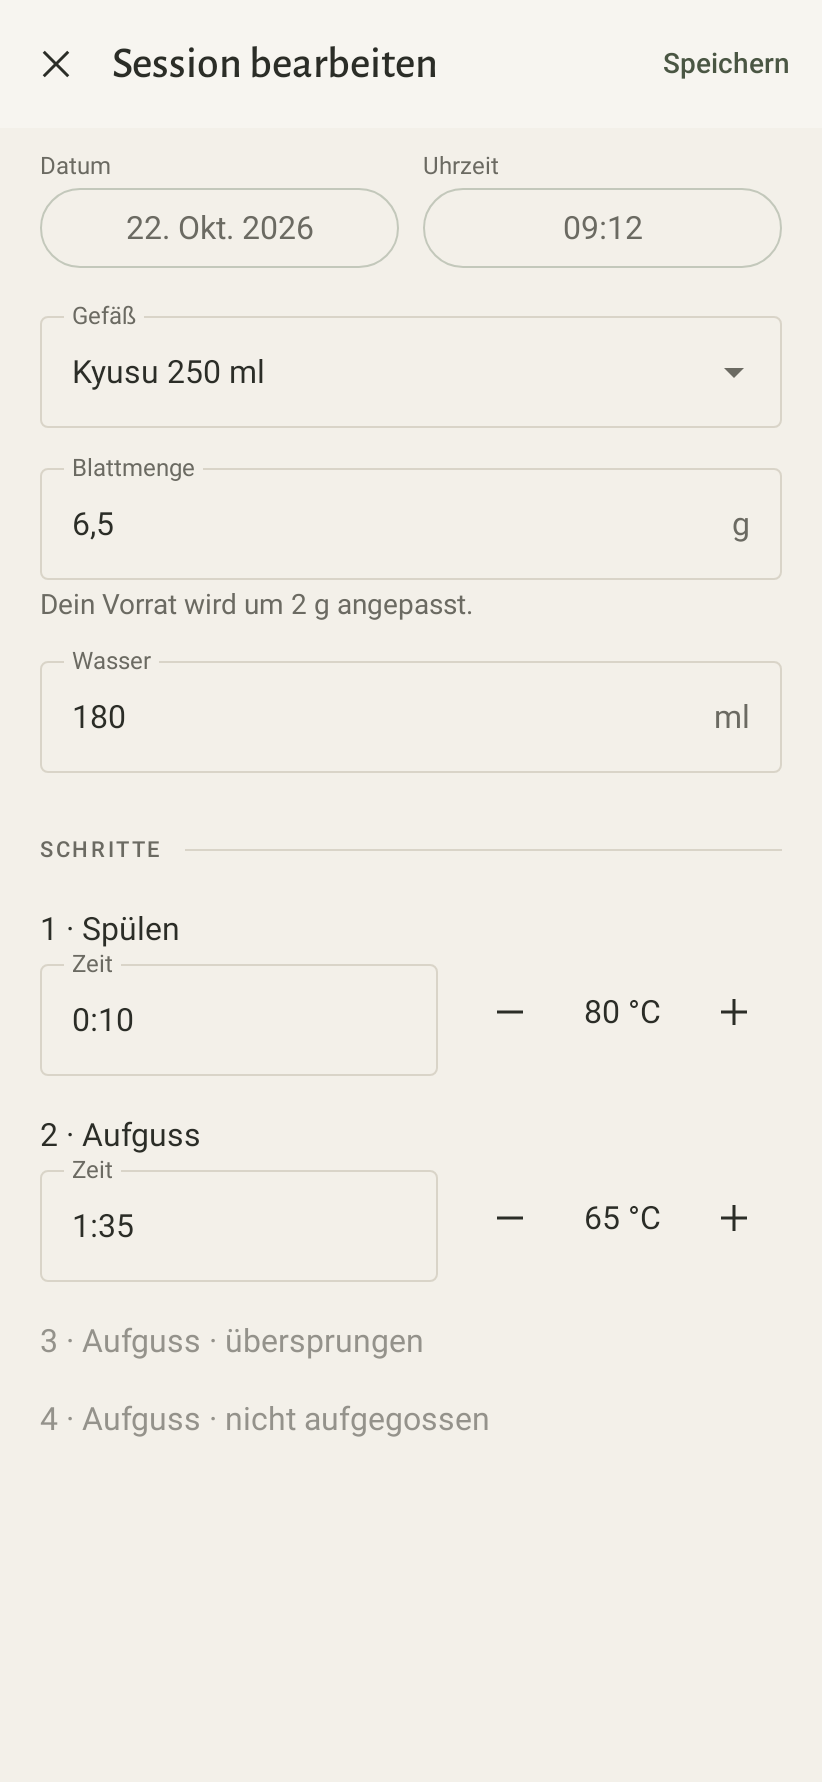 Session bearbeiten
Speichern
Datum
Uhrzeit
22. Okt. 2026
09:12
Gefäß
Kyusu 250 ml
Blattmenge
6,5
g
Dein Vorrat wird um 2 g angepasst.
Wasser
180
ml
SCHRITTE
1 · Spülen
Zeit
0:10
80 °C
2 · Aufguss
Zeit
1:35
65 °C
3 · Aufguss · übersprungen
4 · Aufguss · nicht aufgegossen